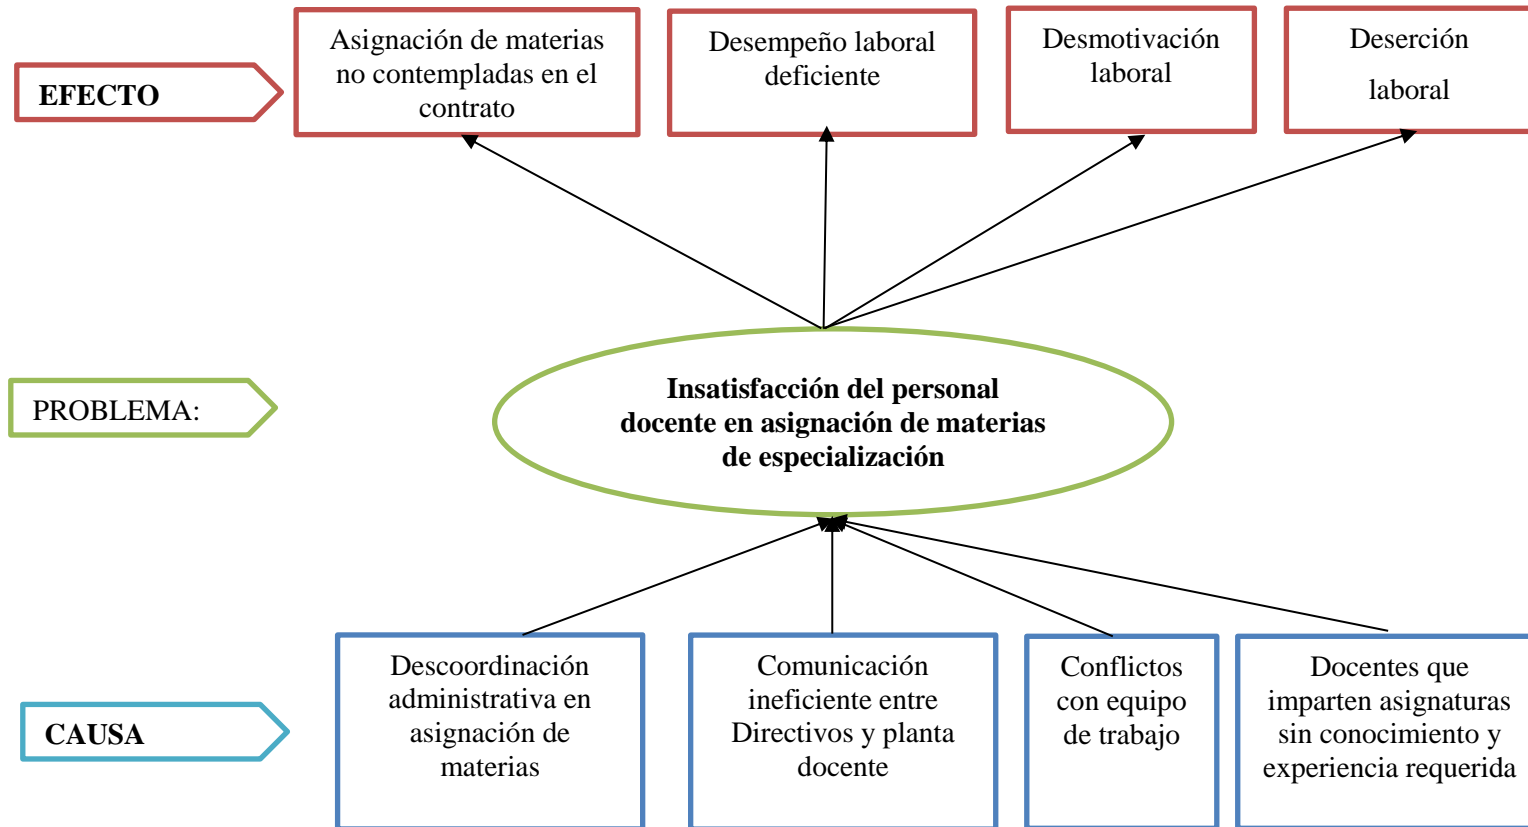 EFECTO
Asignación de materias
no contempladas en el
contrato
Desempeño laboral
deficiente
Desmotivación
laboral
Deserción
laboral
PROBLEMA:
Insatisfacción del personal
docente en asignación de materias
de especialización
CAUSA
Descoordinación
administrativa en
asignación de
materias
Comunicación
ineficiente entre
Directivos y planta
docente
Conflictos
con equipo
de trabajo
Docentes que
imparten asignaturas
sin conocimiento y
experiencia requerida